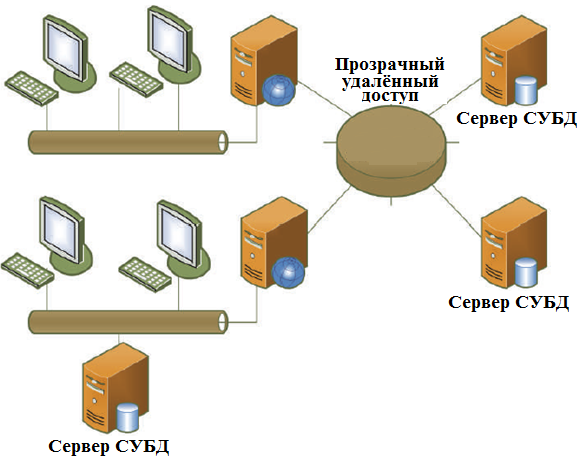 Прозрачный
удалённый
доступ
Сервер СУБД
Сервер СУБД
Сервер СУБД